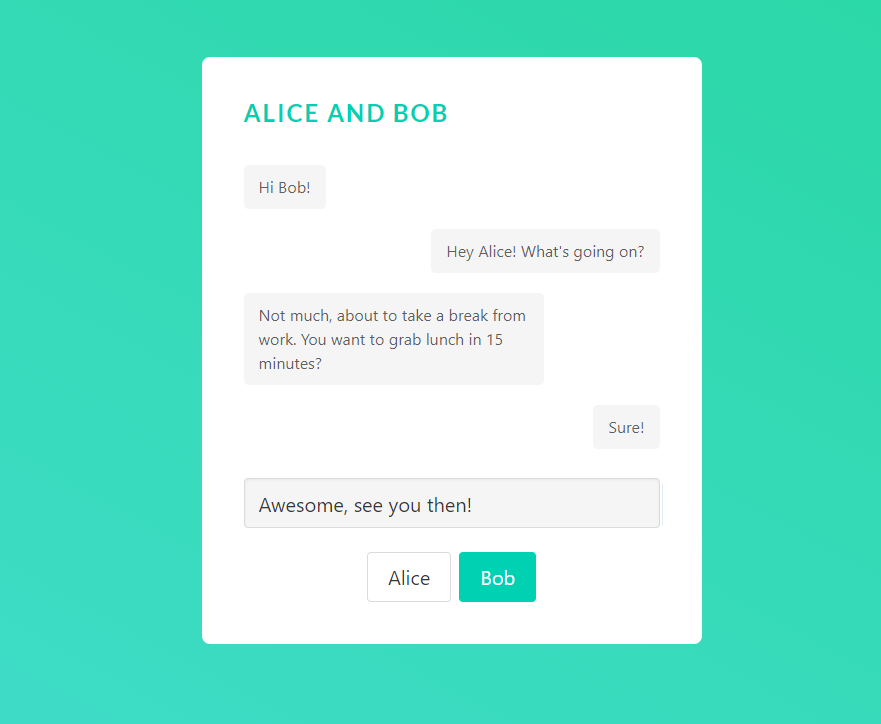 ALICE AND BOB
Hi Bob!
Hey Alice! What's going on?
Not much, about to take a break from
work. You want to grab lunch in 15
minutes?
Sure!
Awesome, see you then!
Alice
Bob